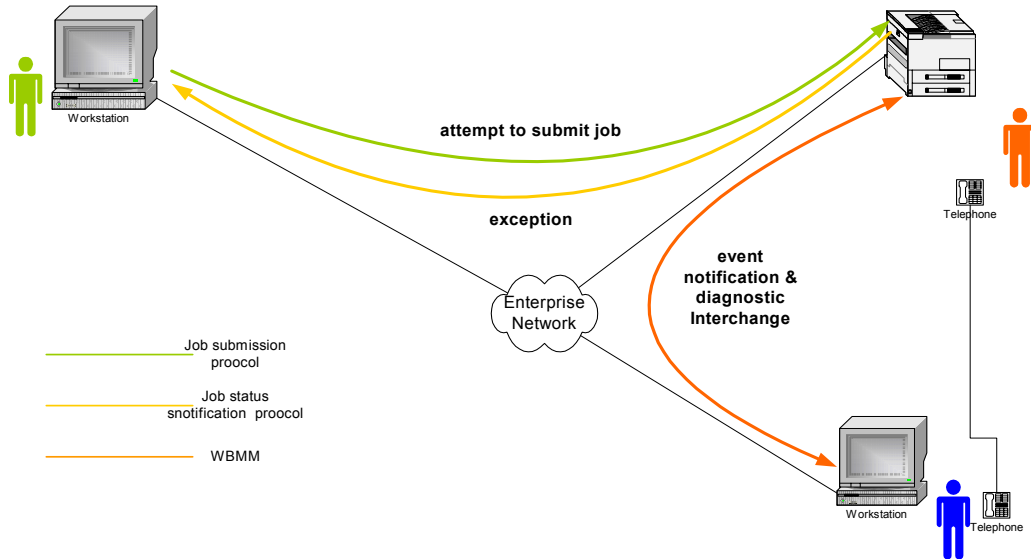 Workstation
attempt to submit job
exception
Telephone
event
notification &
diagnostic
Interchange
Enterprise
Network
Job submission
proocol
Job status
snotification proocol
WBMM
Workstation
Telephone